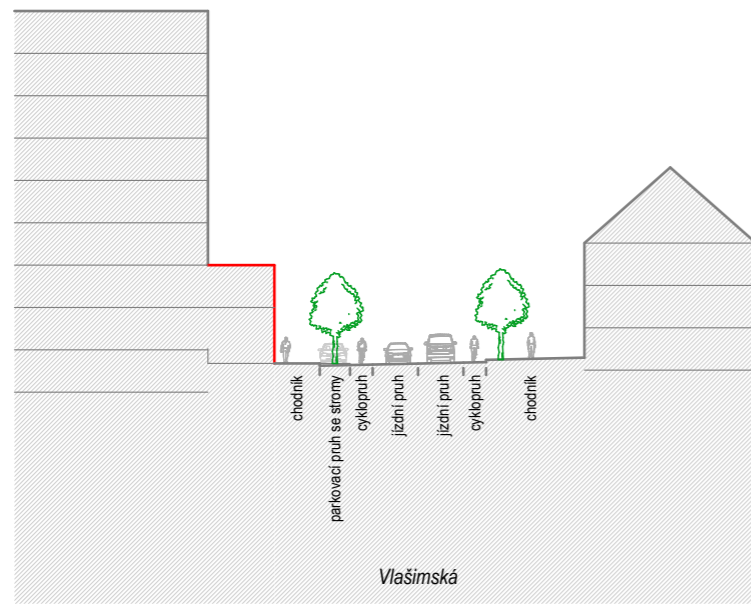 chodník
parkovací pruh se stromy
cyklopruh
jízdní pruh
jízdní pruh
cyklopruh
chodník
Vlašimská